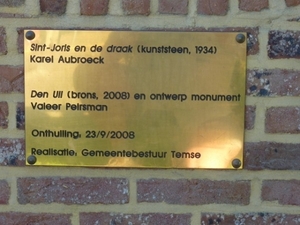 Sint-Joris en de draak (kunststeen, 1934)
Karel Aubroeck
Den Uil (brons, 2008) en ontwerp monument
Valeer Peirsman
Onthulling, 23/9/2008
Realisatie: Gemeentebestuur Temse